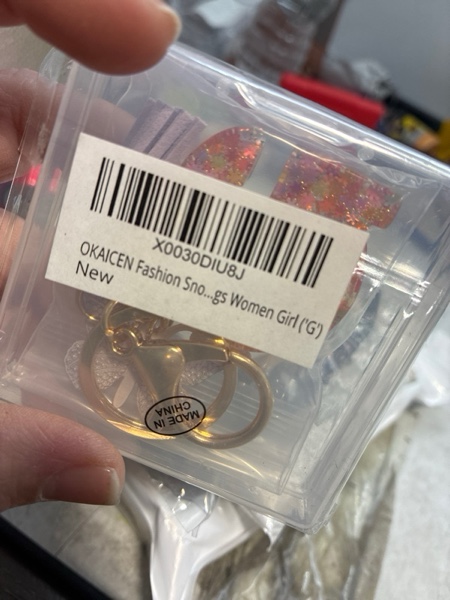 X0030DIU8J
OKAICEN Fashion Sno...gs Women Girl ('G')
New
MADE IN
CHINA